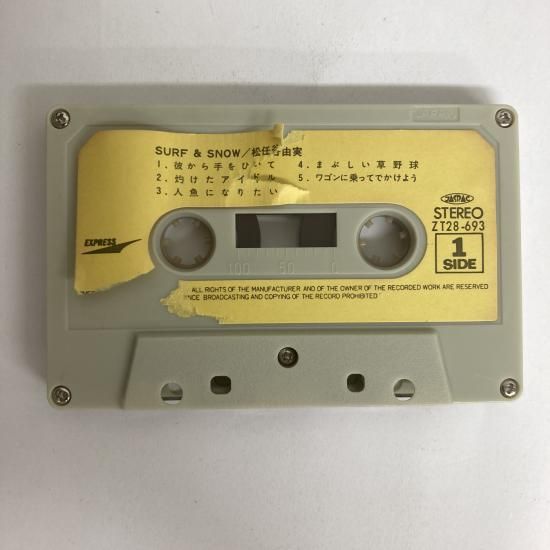 SURF & SNOW/松任谷由実
1. 彼から手をひいて
2. 灼けたアイドル
3. 人魚になりたい
4. まぶしい草野球
5. ワゴンに乗ってでかけよう
JASRAC
EXPRESS
STEREO
ZT28-693
1
SIDE
100 50 0
ALL RIGHTS OF THE MANUFACTURER AND OF THE OWNER OF THE RECORDED WORK ARE RESERVED
BROADCASTING AND COPYING OF THE RECORD PROHIBITED